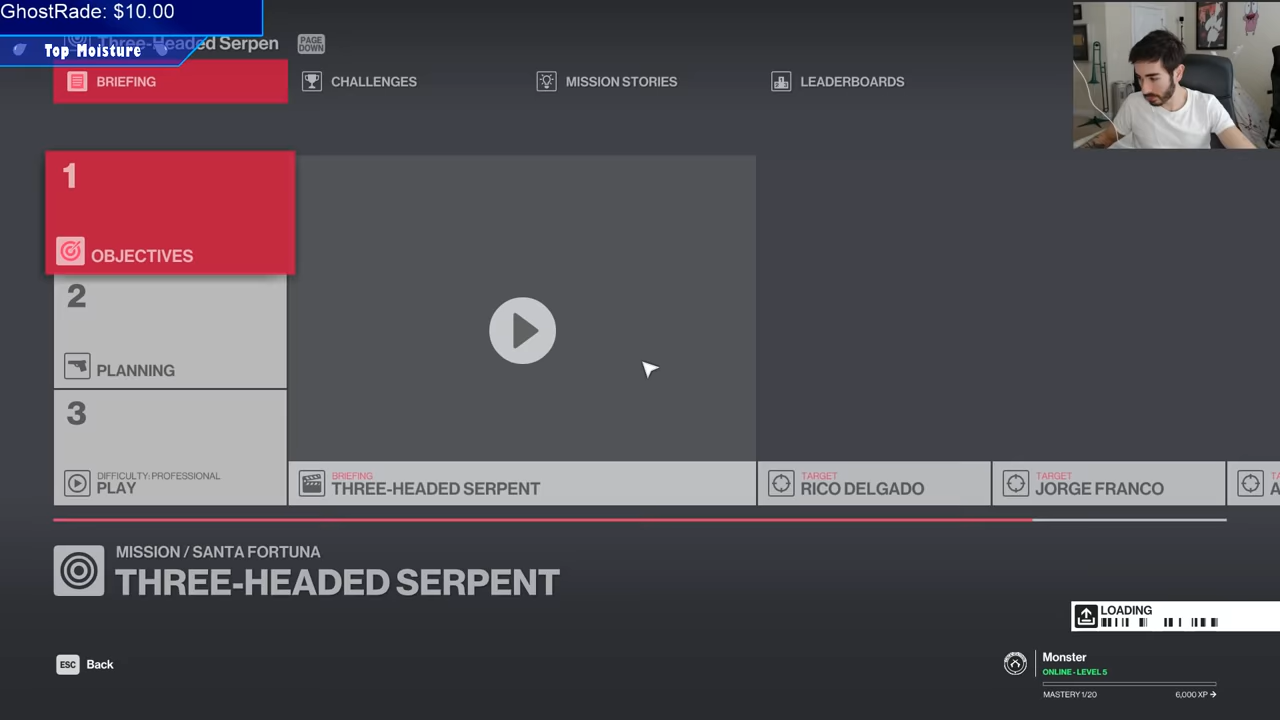 GhostRade: $10.00
Top Moisture
Three-Headed Serpen
PAGE DOWN
BRIEFING
CHALLENGES
MISSION STORIES
LEADERBOARDS
1
OBJECTIVES
2
PLANNING
3
DIFFICULTY: PROFESSIONAL
PLAY
BRIEFING
THREE-HEADED SERPENT
TARGET
RICO DELGADO
TARGET
JORGE FRANCO
TA
A
MISSION / SANTA FORTUNA
THREE-HEADED SERPENT
LOADING
ESC Back
Monster
ONLINE - LEVEL 5
MASTERY 1/20
6,000 XP →